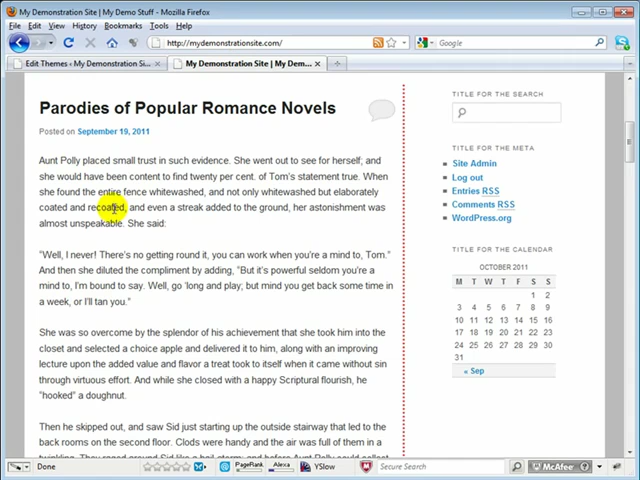 My Demonstration Site | My Demo Stuff - Mozilla Firefox
File Edit View History Bookmarks Tools Help
http://mydemonstrationsite.com/
Google
Edit Themes ‹ My Demonstration Si...
My Demonstration Site | My Dem...
Parodies of Popular Romance Novels
Posted on September 19, 2011
Aunt Polly placed small trust in such evidence. She went out to see for herself; and
she would have been content to find twenty per cent. of Tom's statement true. When
she found the entire fence whitewashed, and not only whitewashed but elaborately
coated and recoated, and even a streak added to the ground, her astonishment was
almost unspeakable. She said:
"Well, I never! There's no getting round it, you can work when you're a mind to, Tom."
And then she diluted the compliment by adding, "But it's powerful seldom you're a
mind to, I'm bound to say. Well, go 'long and play; but mind you get back some time in
a week, or I'll tan you."
She was so overcome by the splendor of his achievement that she took him into the
closet and selected a choice apple and delivered it to him, along with an improving
lecture upon the added value and flavor a treat took to itself when it came without sin
through virtuous effort. And while she closed with a happy Scriptural flourish, he
"hooked" a doughnut.
Then he skipped out, and saw Sid just starting up the outside stairway that led to the
back rooms on the second floor. Clods were handy and the air was full of them in a
twinkling. They raged around Sid like a hail-storm; and before Aunt Polly could collect
TITLE FOR THE SEARCH
TITLE FOR THE META
Site Admin
Log out
Entries RSS
Comments RSS
WordPress.org
TITLE FOR THE CALENDAR
OCTOBER 2011
M T W T F S S
1 2
3 4 5 6 7 8 9
10 11 12 13 14 15 16
17 18 19 20 21 22 23
24 25 26 27 28 29 30
31
« Sep
Done
PageRank
Alexa
YSlow
Secure Search
McAfee